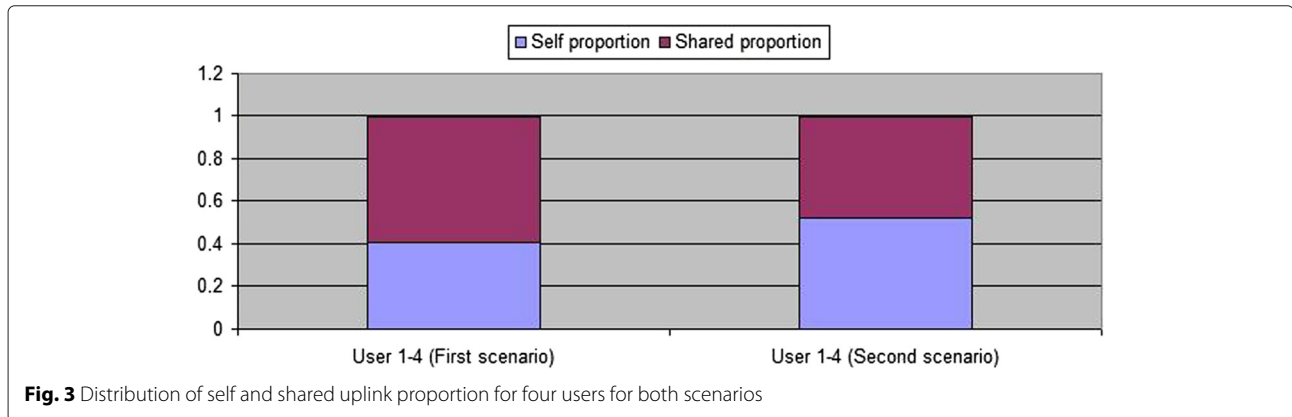 Self proportion Shared proportion
1.2
1
0.8
0.6
0.4
0.2
0
User 1-4 (First scenario) User 1-4 (Second scenario)
Fig. 3 Distribution of self and shared uplink proportion for four users for both scenarios